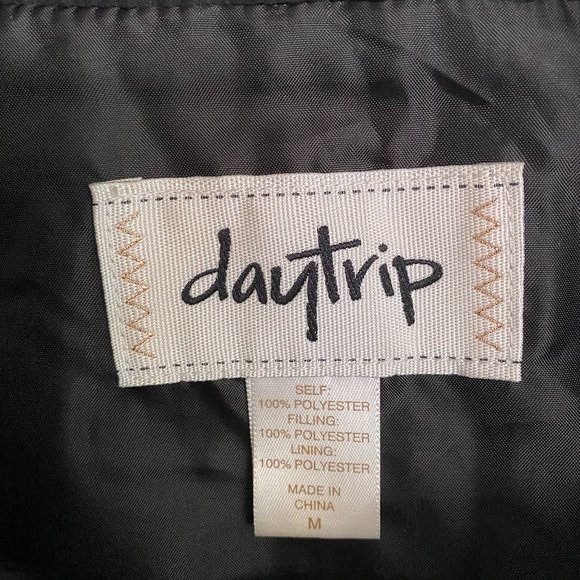 daytrip
SELF:
100% POLYESTER
FILLING:
100% POLYESTER
LINING:
100% POLYESTER
MADE IN
CHINA
M